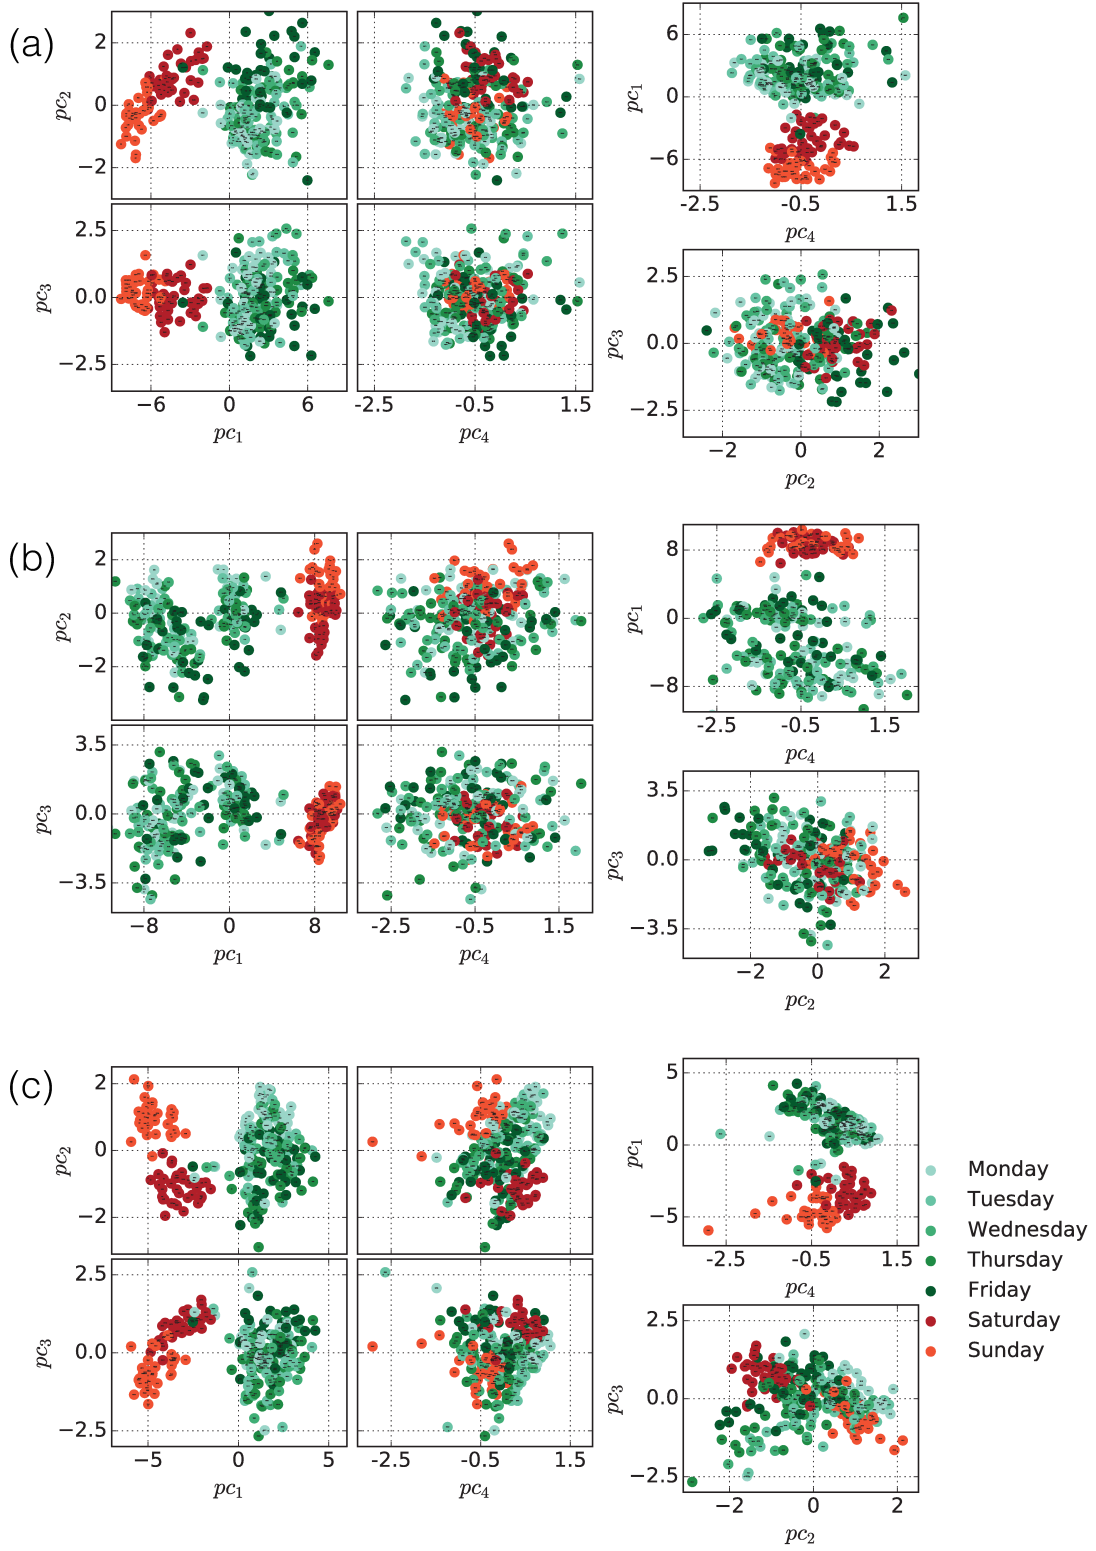 (a)
2
0
−2
pc2
2.5
0.0
−2.5
pc3
−6 0 6
pc1
-2.5 -0.5 1.5
pc4
6
0
−6
pc1
-2.5 -0.5 1.5
pc4
2.5
0.0
−2.5
pc3
−2 0 2
pc2
(b)
2
0
−2
pc2
3.5
0.0
−3.5
pc3
-8 0 8
pc1
-2.5 -0.5 1.5
pc4
8
0
−8
pc1
-2.5 -0.5 1.5
pc4
3.5
0.0
−3.5
pc3
−2 0 2
pc2
(c)
2
0
−2
pc2
2.5
0.0
−2.5
pc3
−5 0 5
pc1
-2.5 -0.5 1.5
pc4
5
0
−5
pc1
-2.5 -0.5 1.5
pc4
2.5
0.0
−2.5
pc3
−2 0 2
pc2
Monday
Tuesday
Wednesday
Thursday
Friday
Saturday
Sunday